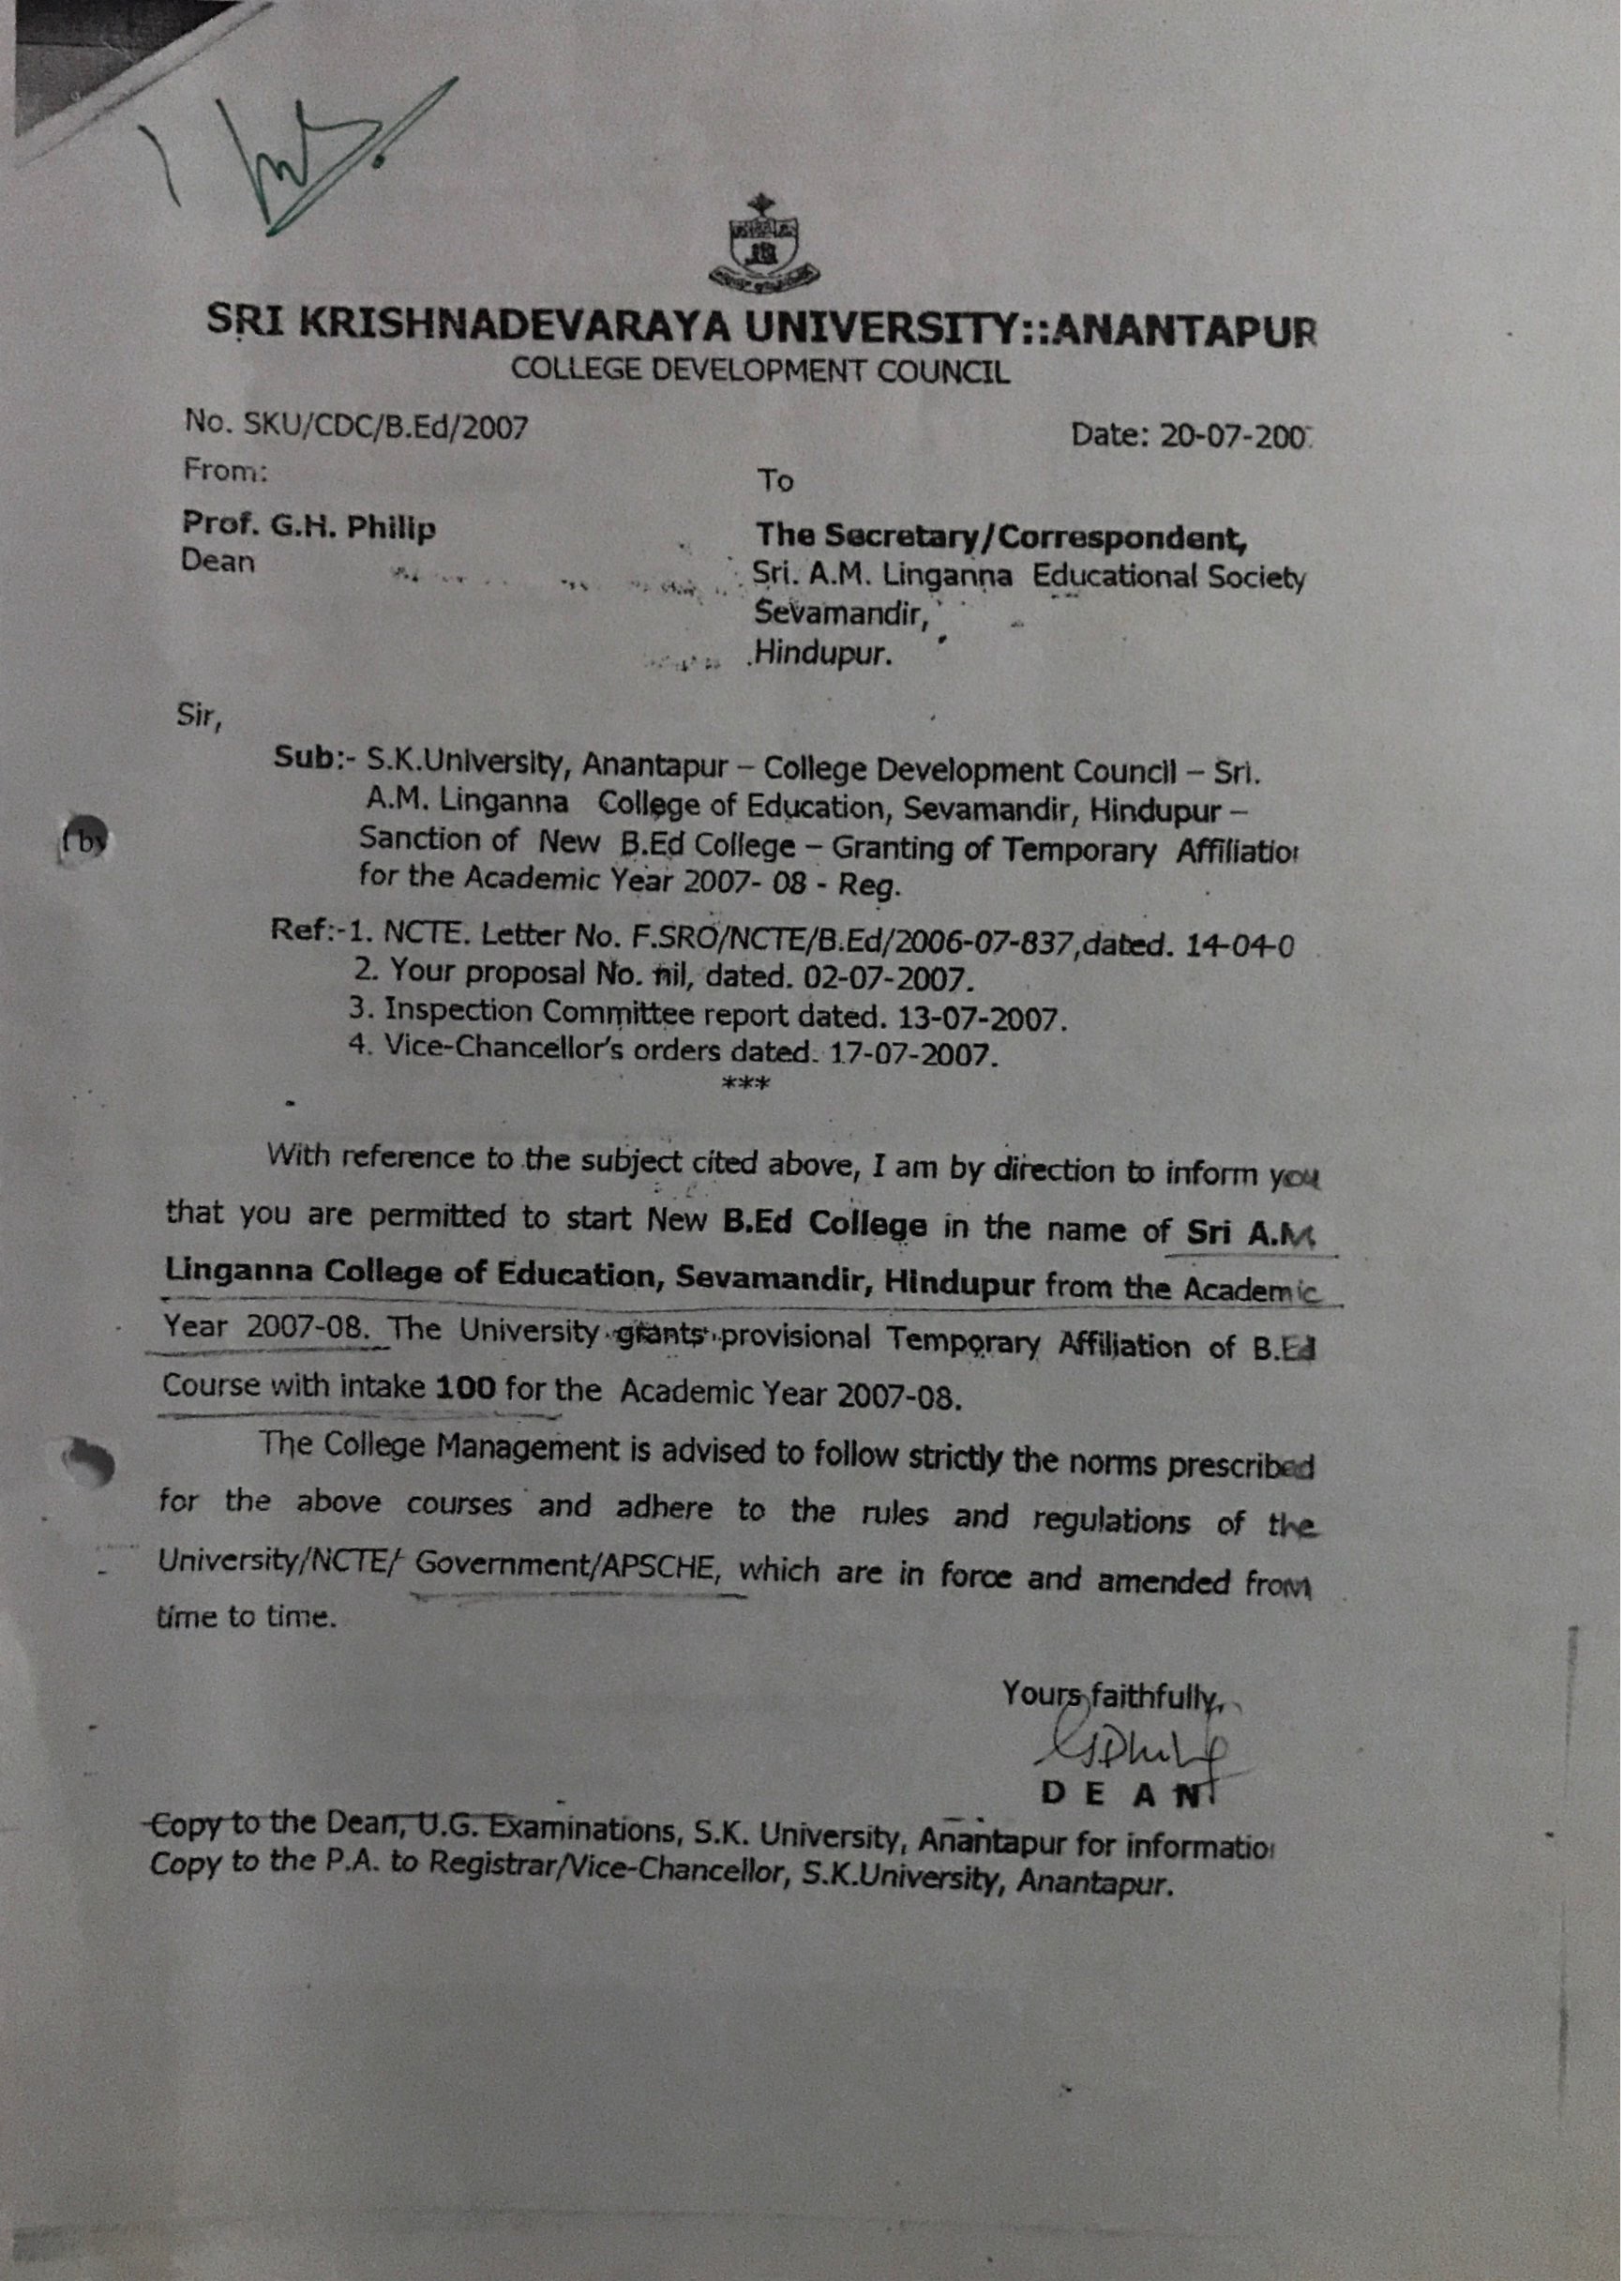 SRI KRISHNADEVARAYA UNIVERSITY::ANANTAPUR
COLLEGE DEVELOPMENT COUNCIL
No. SKU/CDC/B.Ed/2007
Date: 20-07-200
From:
To
Prof. G.H. Philip
Dean
The Secretary/Correspondent,
Sri. A.M. Linganna Educational Society
Sevamandir,
Hindupur.
Sir,
Sub:- S.K.University, Anantapur – College Development Council – Sri.
A.M. Linganna College of Education, Sevamandir, Hindupur –
Sanction of New B.Ed College – Granting of Temporary Affiliatio
for the Academic Year 2007- 08 - Reg.
Ref:-1. NCTE. Letter No. F.SRO/NCTE/B.Ed/2006-07-837,dated. 14-04-0
2. Your proposal No. nil, dated. 02-07-2007.
3. Inspection Committee report dated. 13-07-2007.
4. Vice-Chancellor's orders dated. 17-07-2007.
***
With reference to the subject cited above, I am by direction to inform you
that you are permitted to start New B.Ed College in the name of Sri A.M
Linganna College of Education, Sevamandir, Hindupur from the Academic
Year 2007-08. The University grants provisional Temporary Affiliation of B.Ed
Course with intake 100 for the Academic Year 2007-08.
The College Management is advised to follow strictly the norms prescribed
for the above courses and adhere to the rules and regulations of the
University/NCTE/ Government/APSCHE, which are in force and amended from
time to time.
Yours faithfully,
GPhilip
D E A N
Copy to the Dean, U.G. Examinations, S.K. University, Anantapur for informatio
Copy to the P.A. to Registrar/Vice-Chancellor, S.K.University, Anantapur.
by